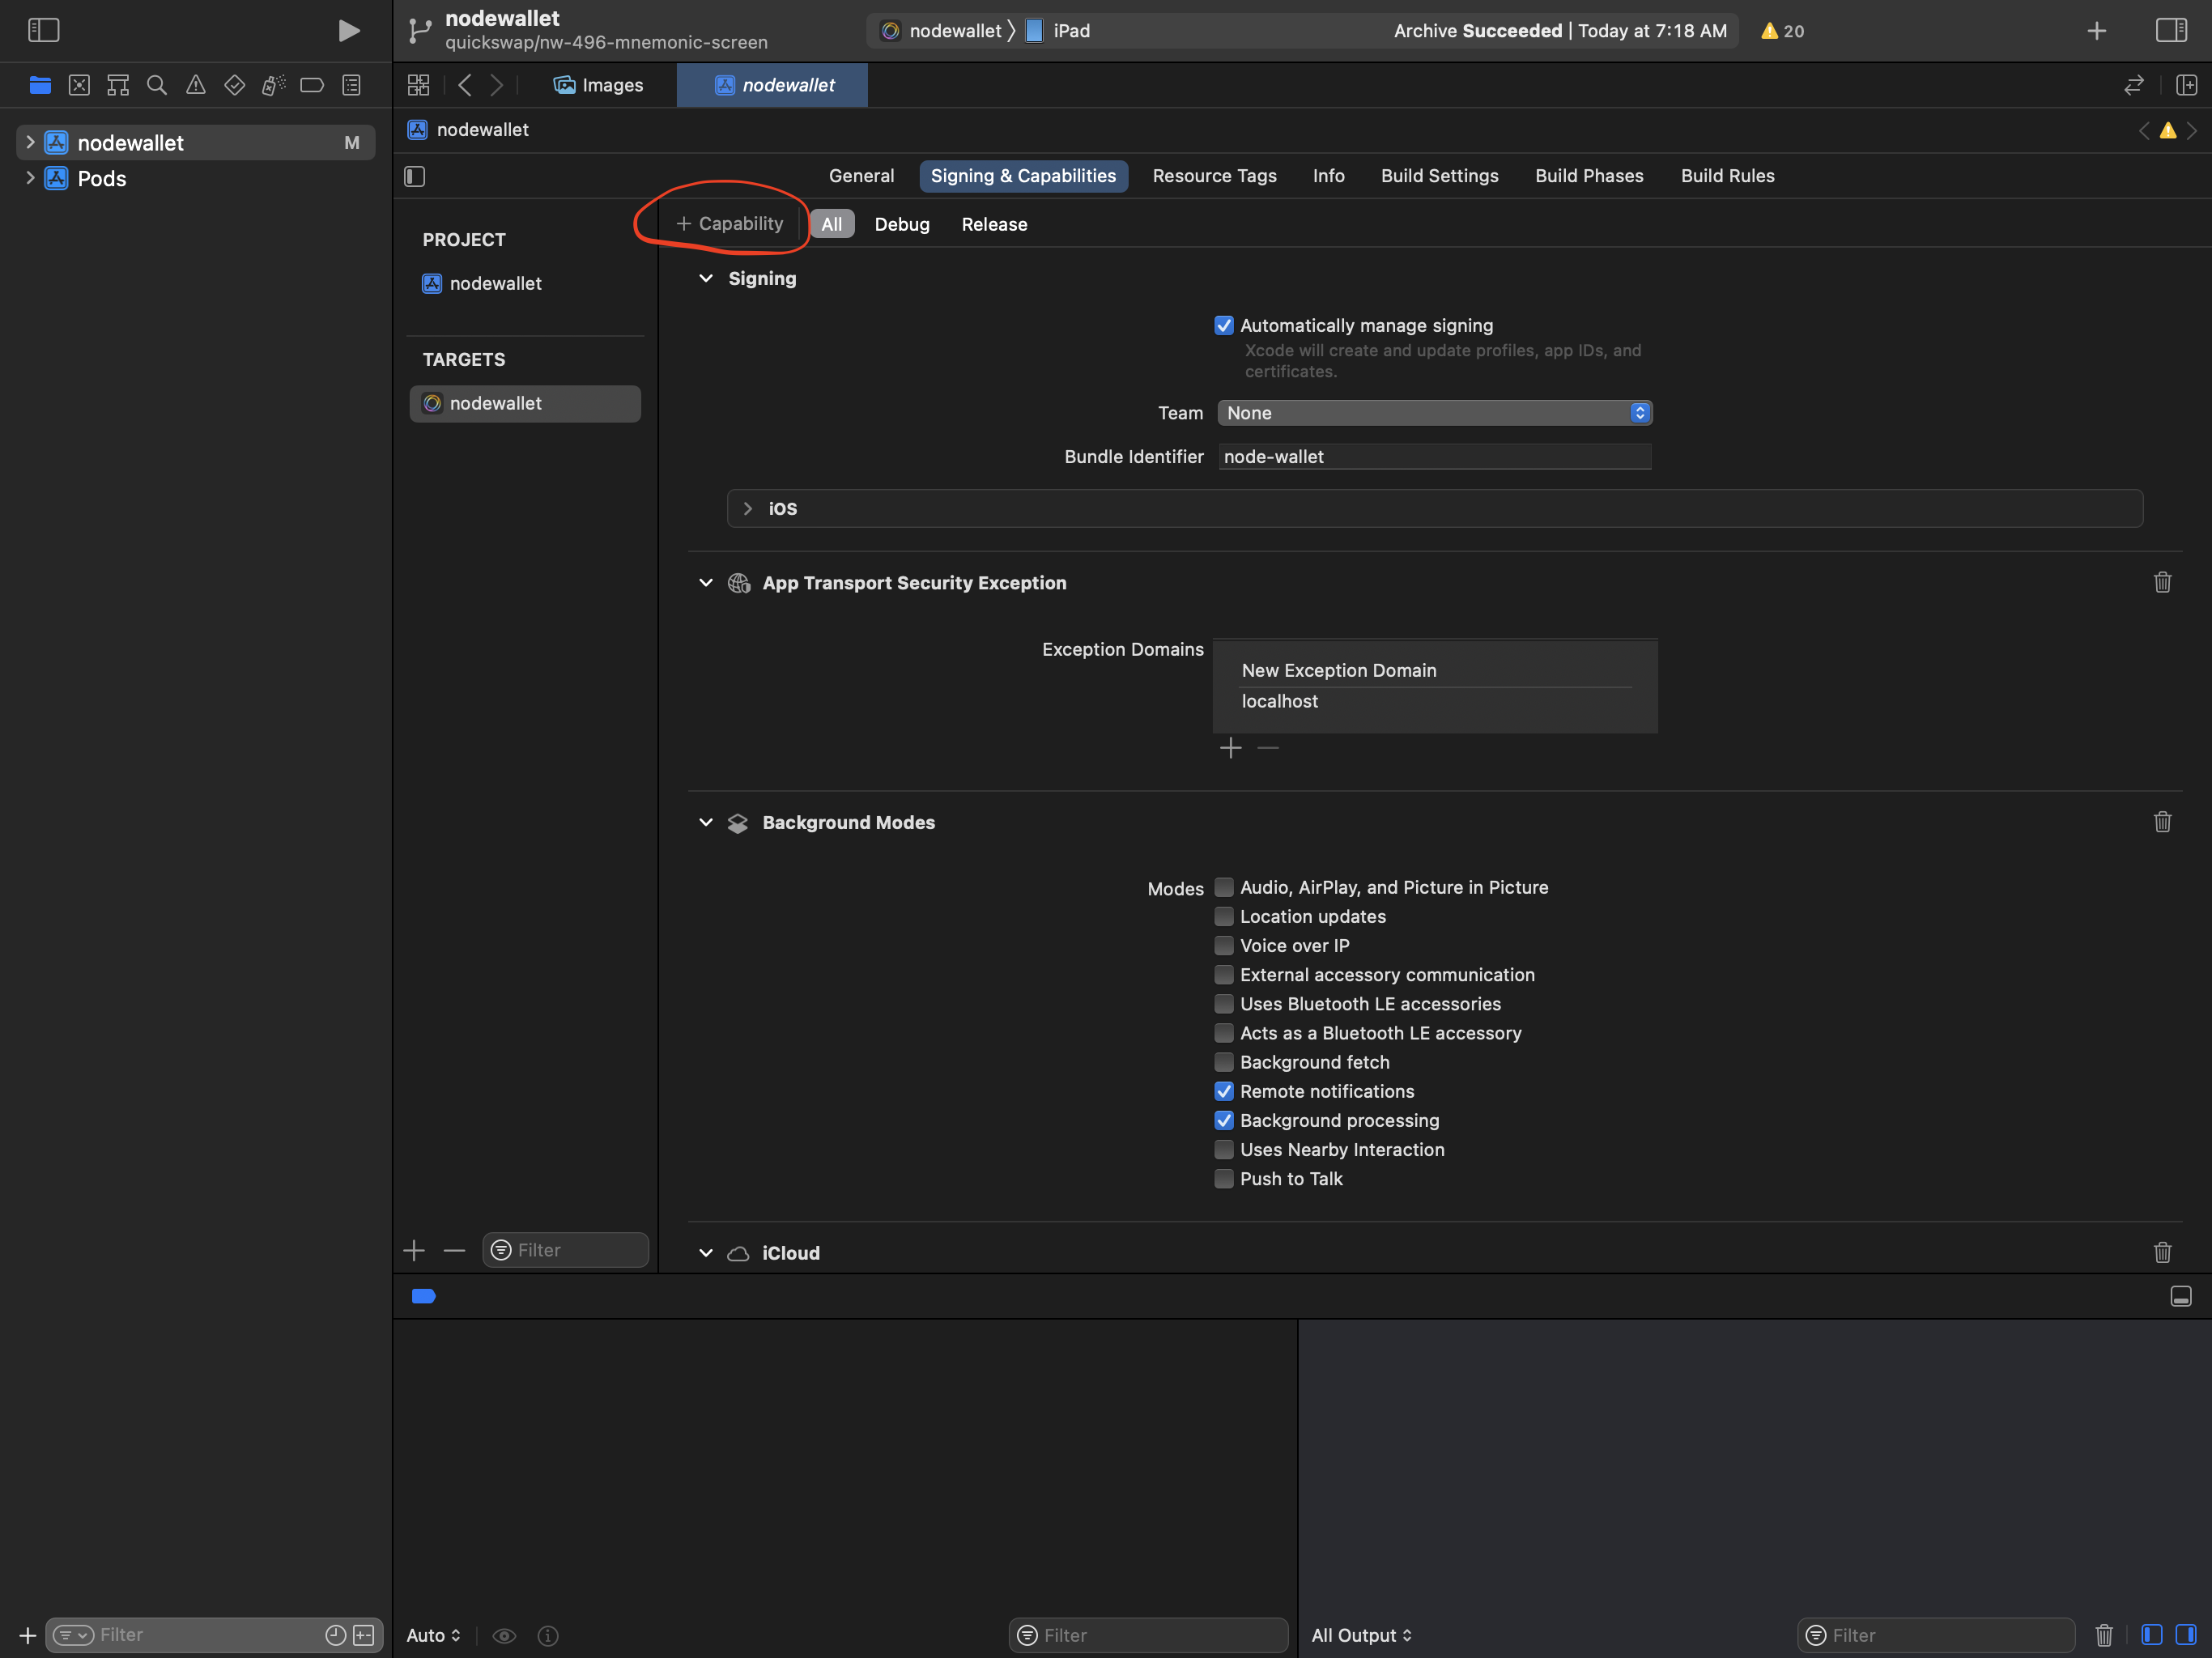 nodewallet
quickswap/nw-496-mnemonic-screen
nodewallet
iPad
Archive Succeeded | Today at 7:18 AM
20
Images
nodewallet
nodewallet
M
Pods
nodewallet
General
Signing & Capabilities
Resource Tags
Info
Build Settings
Build Phases
Build Rules
+ Capability
All
Debug
Release
PROJECT
nodewallet
TARGETS
nodewallet
Signing
Automatically manage signing
Xcode will create and update profiles, app IDs, and
certificates.
Team
None
Bundle Identifier
node-wallet
iOS
App Transport Security Exception
Exception Domains
New Exception Domain
localhost
Background Modes
Modes
Audio, AirPlay, and Picture in Picture
Location updates
Voice over IP
External accessory communication
Uses Bluetooth LE accessories
Acts as a Bluetooth LE accessory
Background fetch
Remote notifications
Background processing
Uses Nearby Interaction
Push to Talk
iCloud
Filter
Filter
Auto
Filter
All Output
Filter